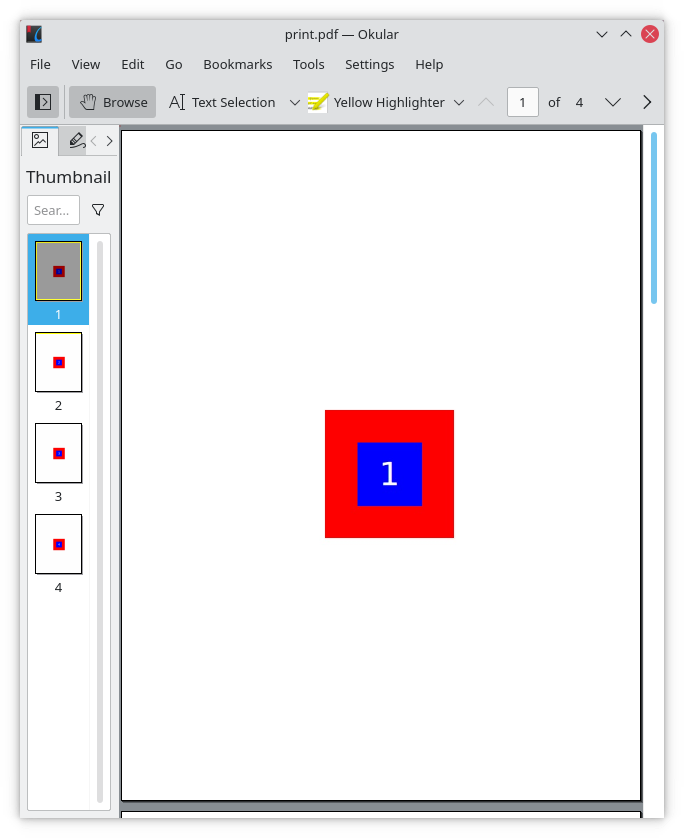 print.pdf — Okular
File View Edit Go Bookmarks Tools Settings Help
Browse Text Selection Yellow Highlighter 1 of 4
Thumbnail
Sear...
1
2
3
4
1